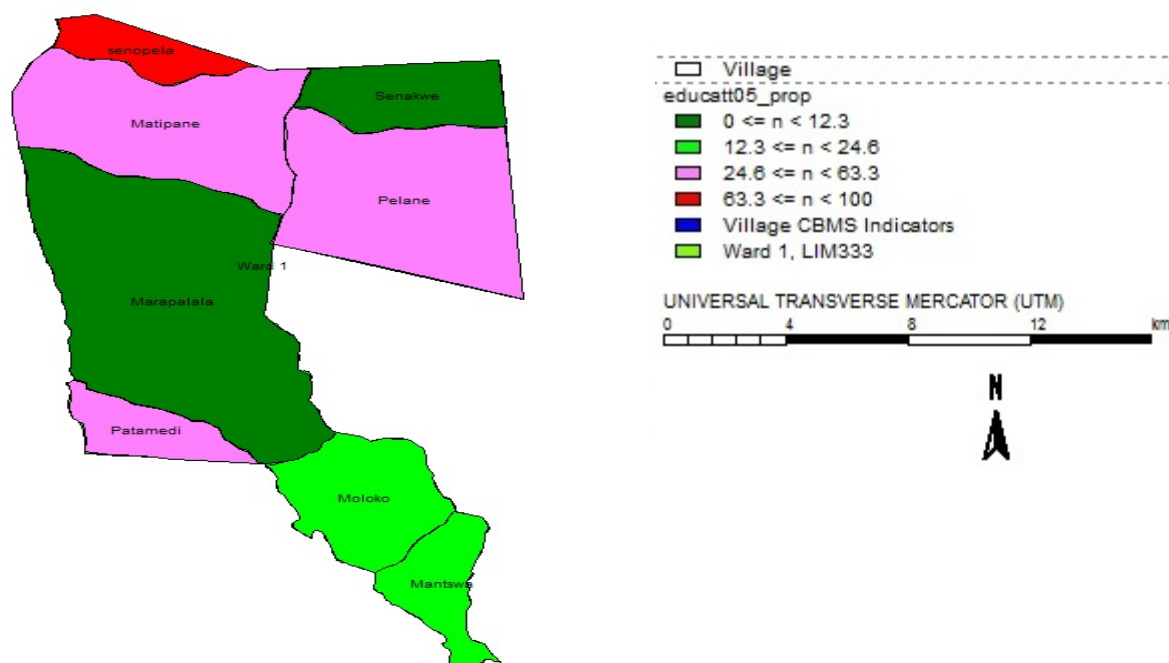 senopela
Senakwe
Matipane
Pelane
Ward 1
Marapalala
Patamedi
Moloko
Mantswa
Village
educatt05_prop
0 <= n < 12.3
12.3 <= n < 24.6
24.6 <= n < 63.3
63.3 <= n < 100
Village CBMS Indicators
Ward 1, LIM333
UNIVERSAL TRANSVERSE MERCATOR (UTM)
0 4 8 12 km
N